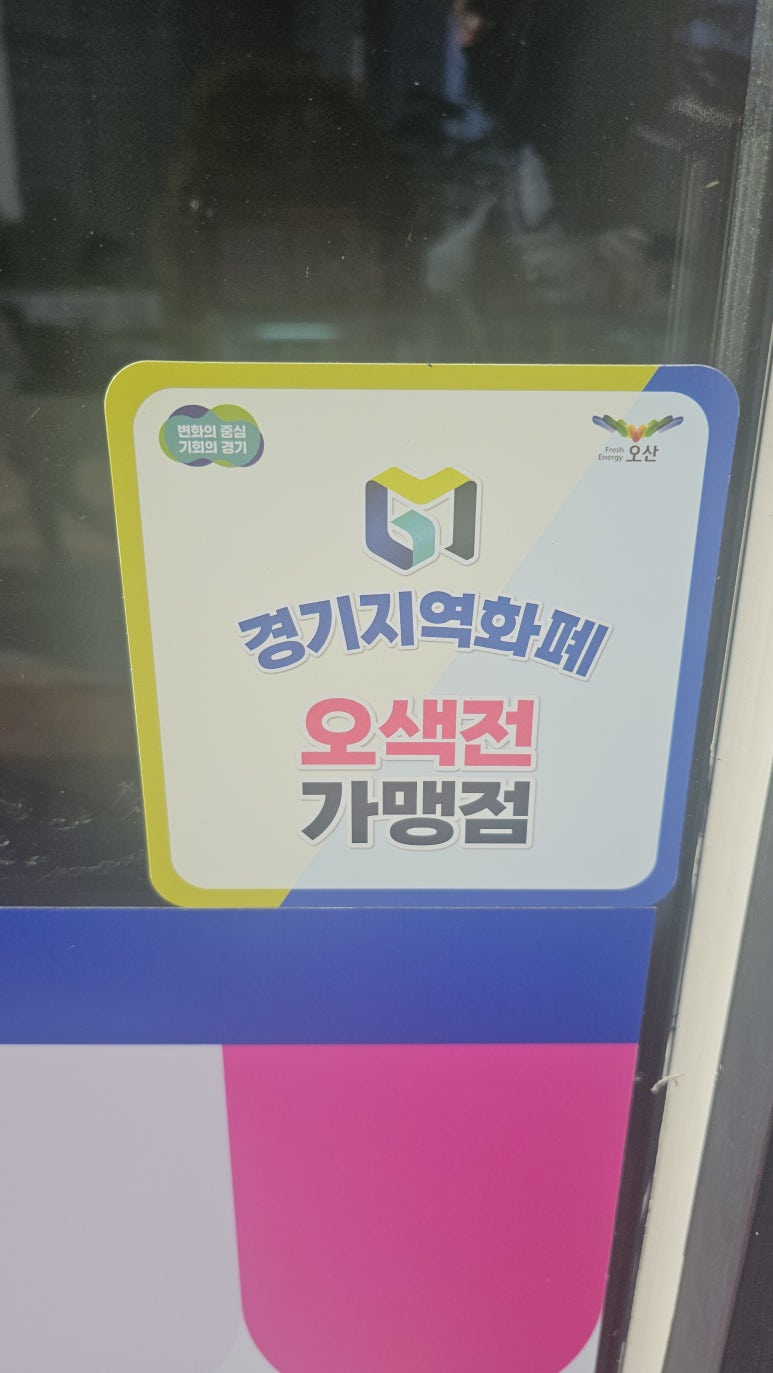 변화의 중심
기회의 경기
Fresh
Energy 오산
경기지역화폐
오색전
가맹점